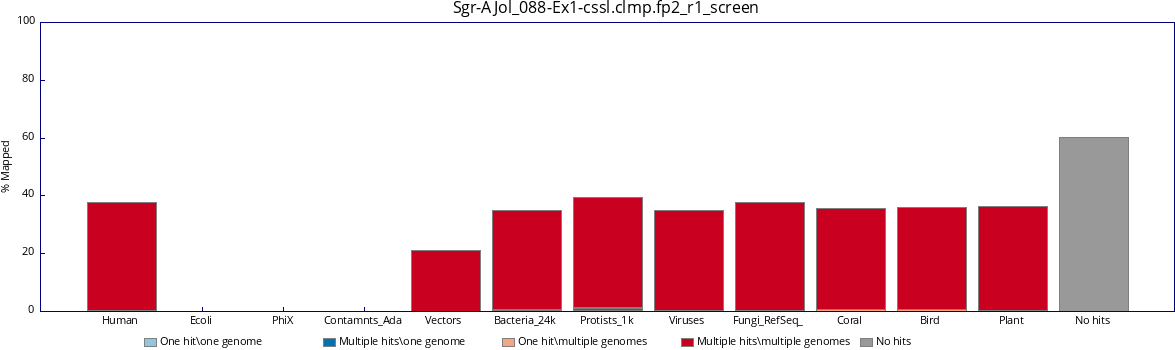 Sgr-AJol_088-Ex1-cssl.clmp.fp2_r1_screen
100
80
60
40
20
0
% Mapped
Human Ecoli PhiX Contamnts_Ada Vectors Bacteria_24k Protists_1k Viruses Fungi_RefSeq_ Coral Bird Plant No hits
One hit\one genome Multiple hits\one genome One hit\multiple genomes Multiple hits\multiple genomes No hits